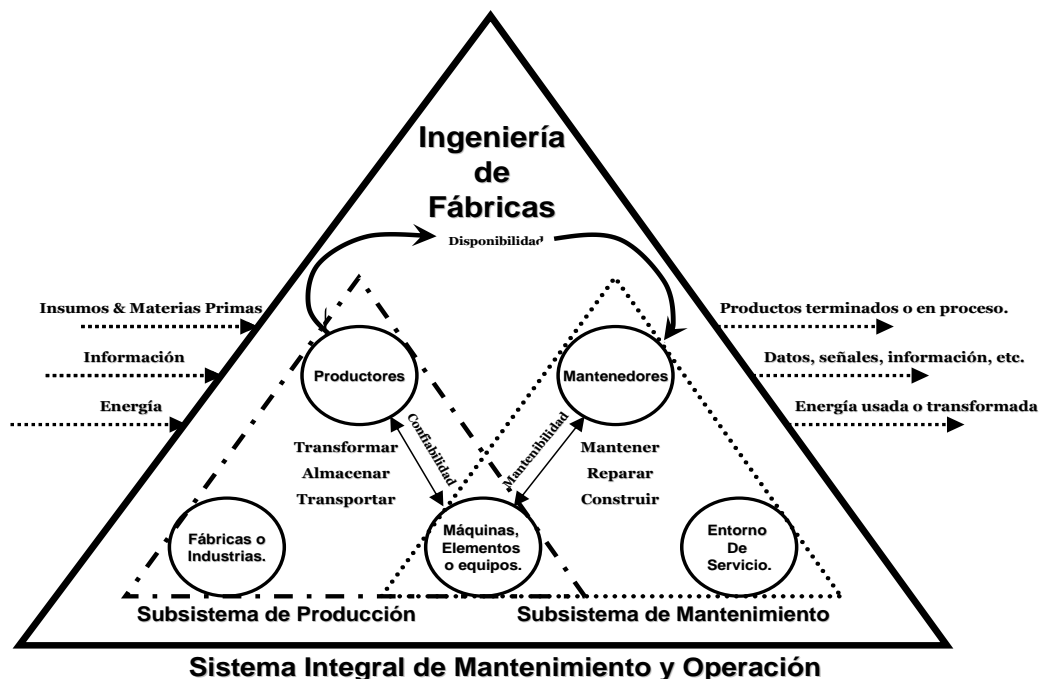 Ingeniería
de
Fábricas
Disponibilidad
Insumos & Materias Primas
Información
Energía
Productos terminados o en proceso.
Datos, señales, información, etc.
Energía usada o transformada
Productores
Mantenedores
Confiabilidad
Mantenibilidad
Transformar
Almacenar
Transportar
Mantener
Reparar
Construir
Fábricas o
Industrias.
Máquinas,
Elementos
o equipos.
Entorno
De
Servicio.
Subsistema de Producción
Subsistema de Mantenimiento
Sistema Integral de Mantenimiento y Operación